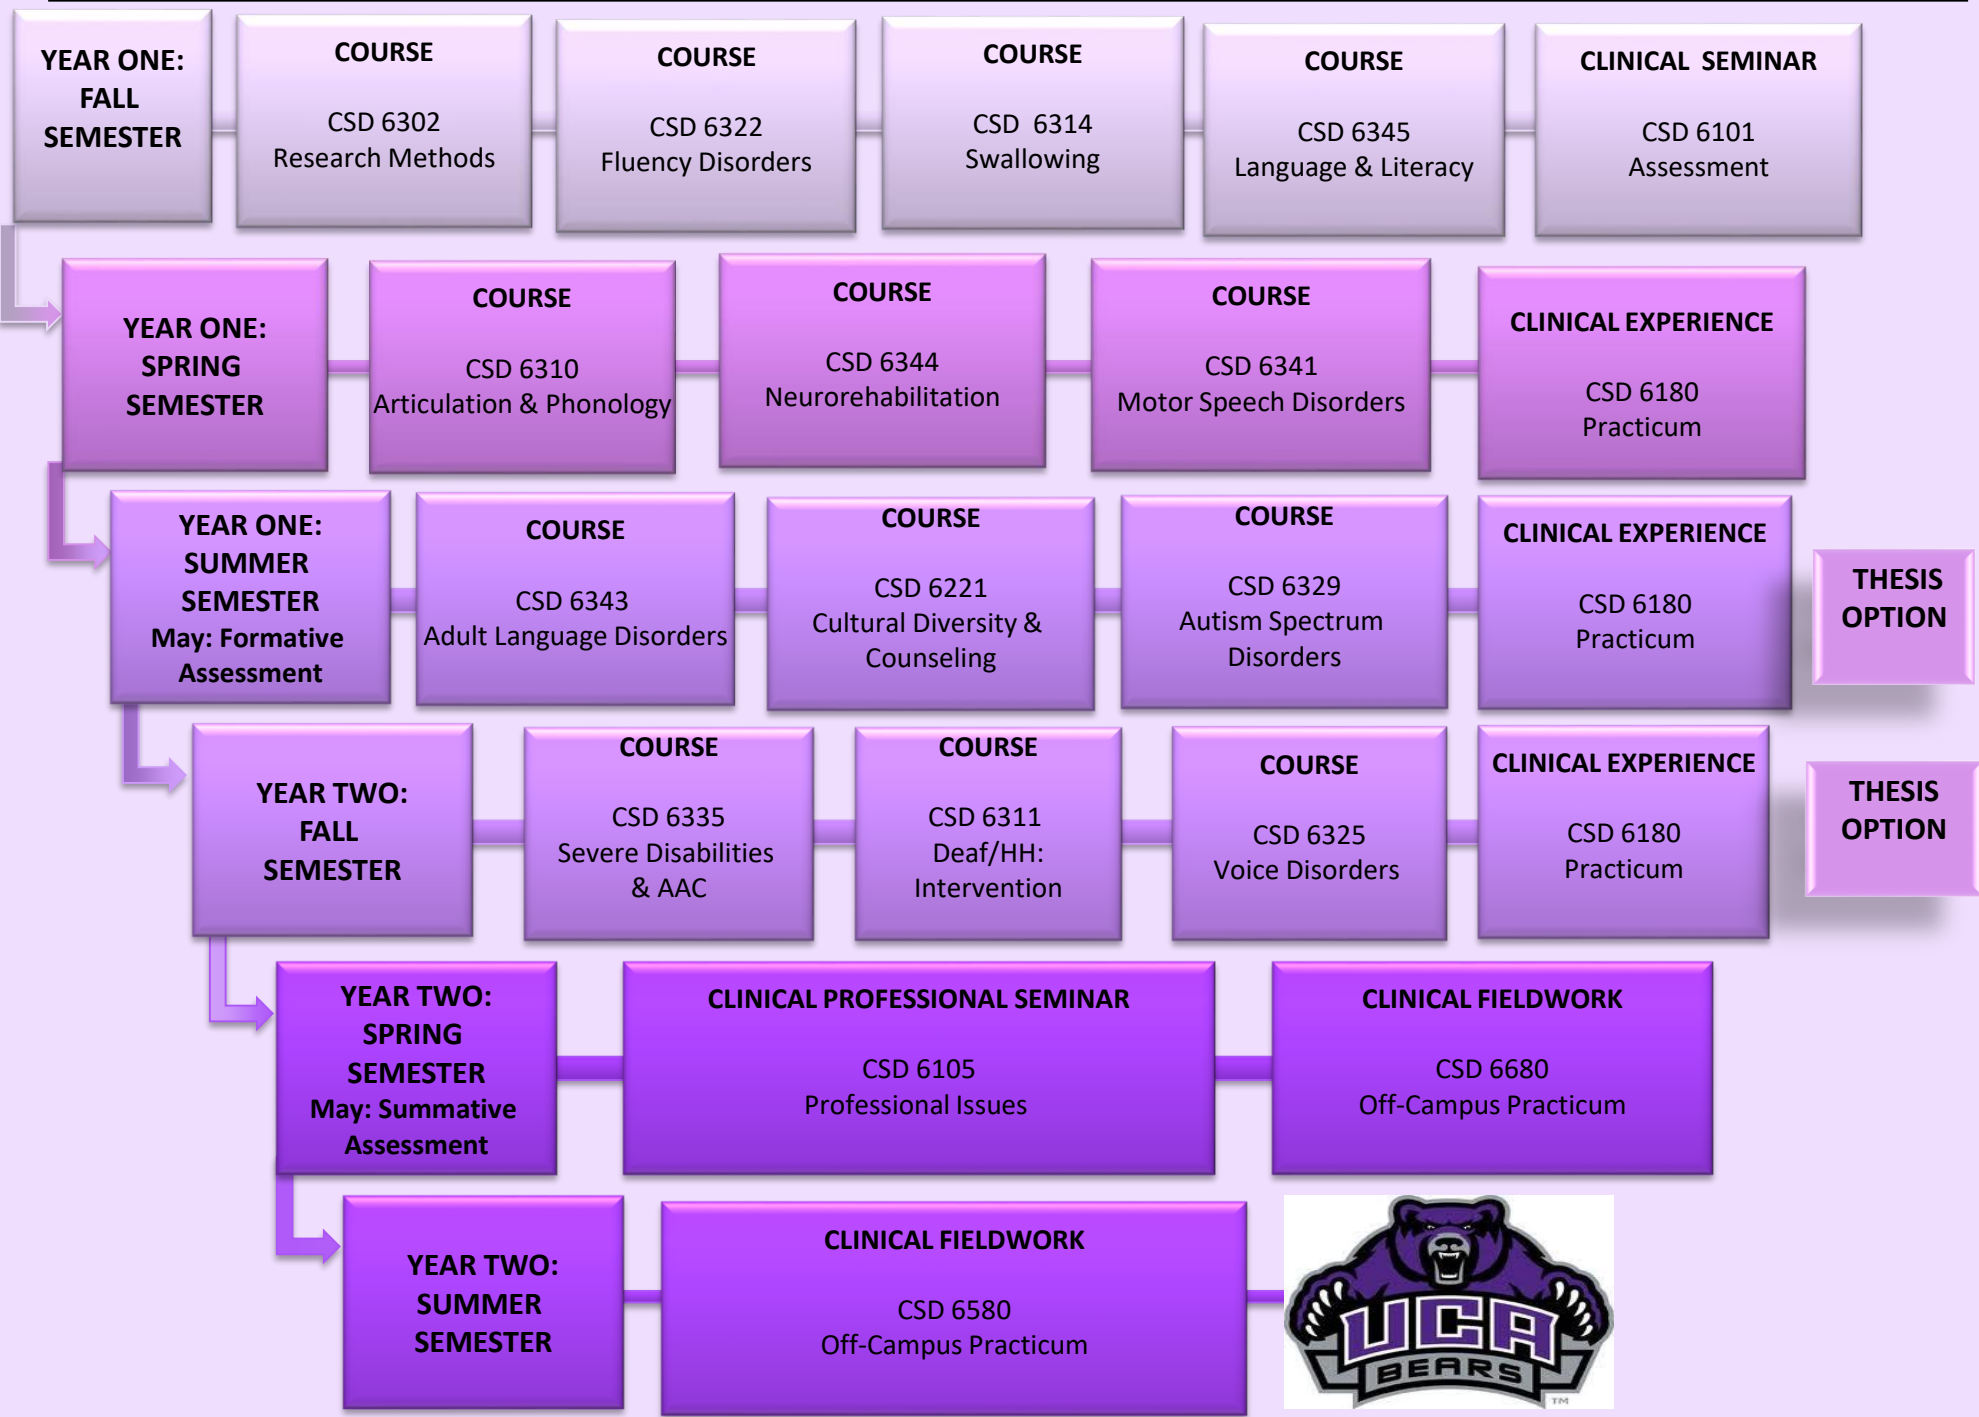 YEAR ONE:
FALL
SEMESTER
COURSE
CSD 6302
Research Methods
COURSE
CSD 6322
Fluency Disorders
COURSE
CSD 6314
Swallowing
COURSE
CSD 6345
Language & Literacy
CLINICAL SEMINAR
CSD 6101
Assessment
YEAR ONE:
SPRING
SEMESTER
COURSE
CSD 6310
Articulation & Phonology
COURSE
CSD 6344
Neurorehabilitation
COURSE
CSD 6341
Motor Speech Disorders
CLINICAL EXPERIENCE
CSD 6180
Practicum
YEAR ONE:
SUMMER
SEMESTER
May: Formative
Assessment
COURSE
CSD 6343
Adult Language Disorders
COURSE
CSD 6221
Cultural Diversity &
Counseling
COURSE
CSD 6329
Autism Spectrum
Disorders
CLINICAL EXPERIENCE
CSD 6180
Practicum
THESIS
OPTION
YEAR TWO:
FALL
SEMESTER
COURSE
CSD 6335
Severe Disabilities
& AAC
COURSE
CSD 6311
Deaf/HH:
Intervention
COURSE
CSD 6325
Voice Disorders
CLINICAL EXPERIENCE
CSD 6180
Practicum
THESIS
OPTION
YEAR TWO:
SPRING
SEMESTER
May: Summative
Assessment
CLINICAL PROFESSIONAL SEMINAR
CSD 6105
Professional Issues
CLINICAL FIELDWORK
CSD 6680
Off-Campus Practicum
YEAR TWO:
SUMMER
SEMESTER
CLINICAL FIELDWORK
CSD 6580
Off-Campus Practicum
UCA
BEARS
TM